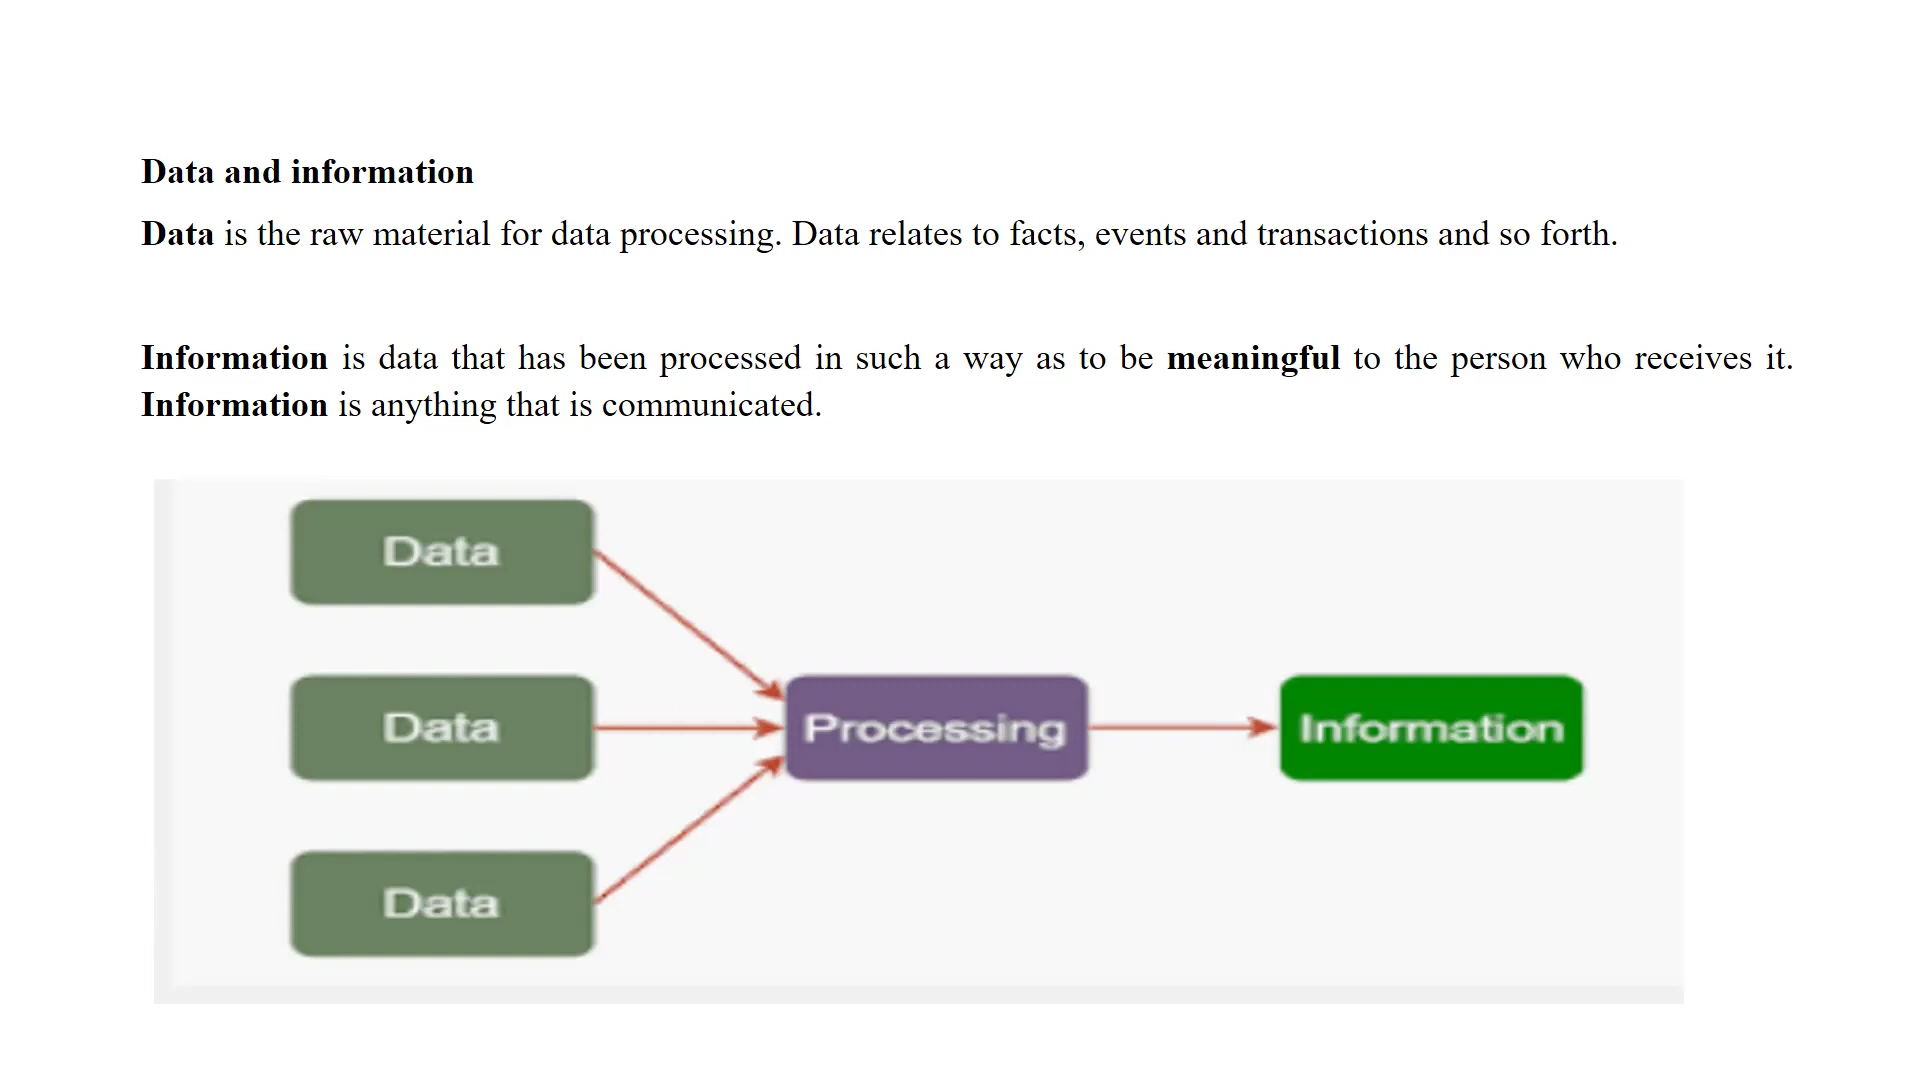 Data and information
Data is the raw material for data processing. Data relates to facts, events and transactions and so forth.
Information is data that has been processed in such a way as to be meaningful to the person who receives it.
Information is anything that is communicated.
Data
Data
Processing
Information
Data